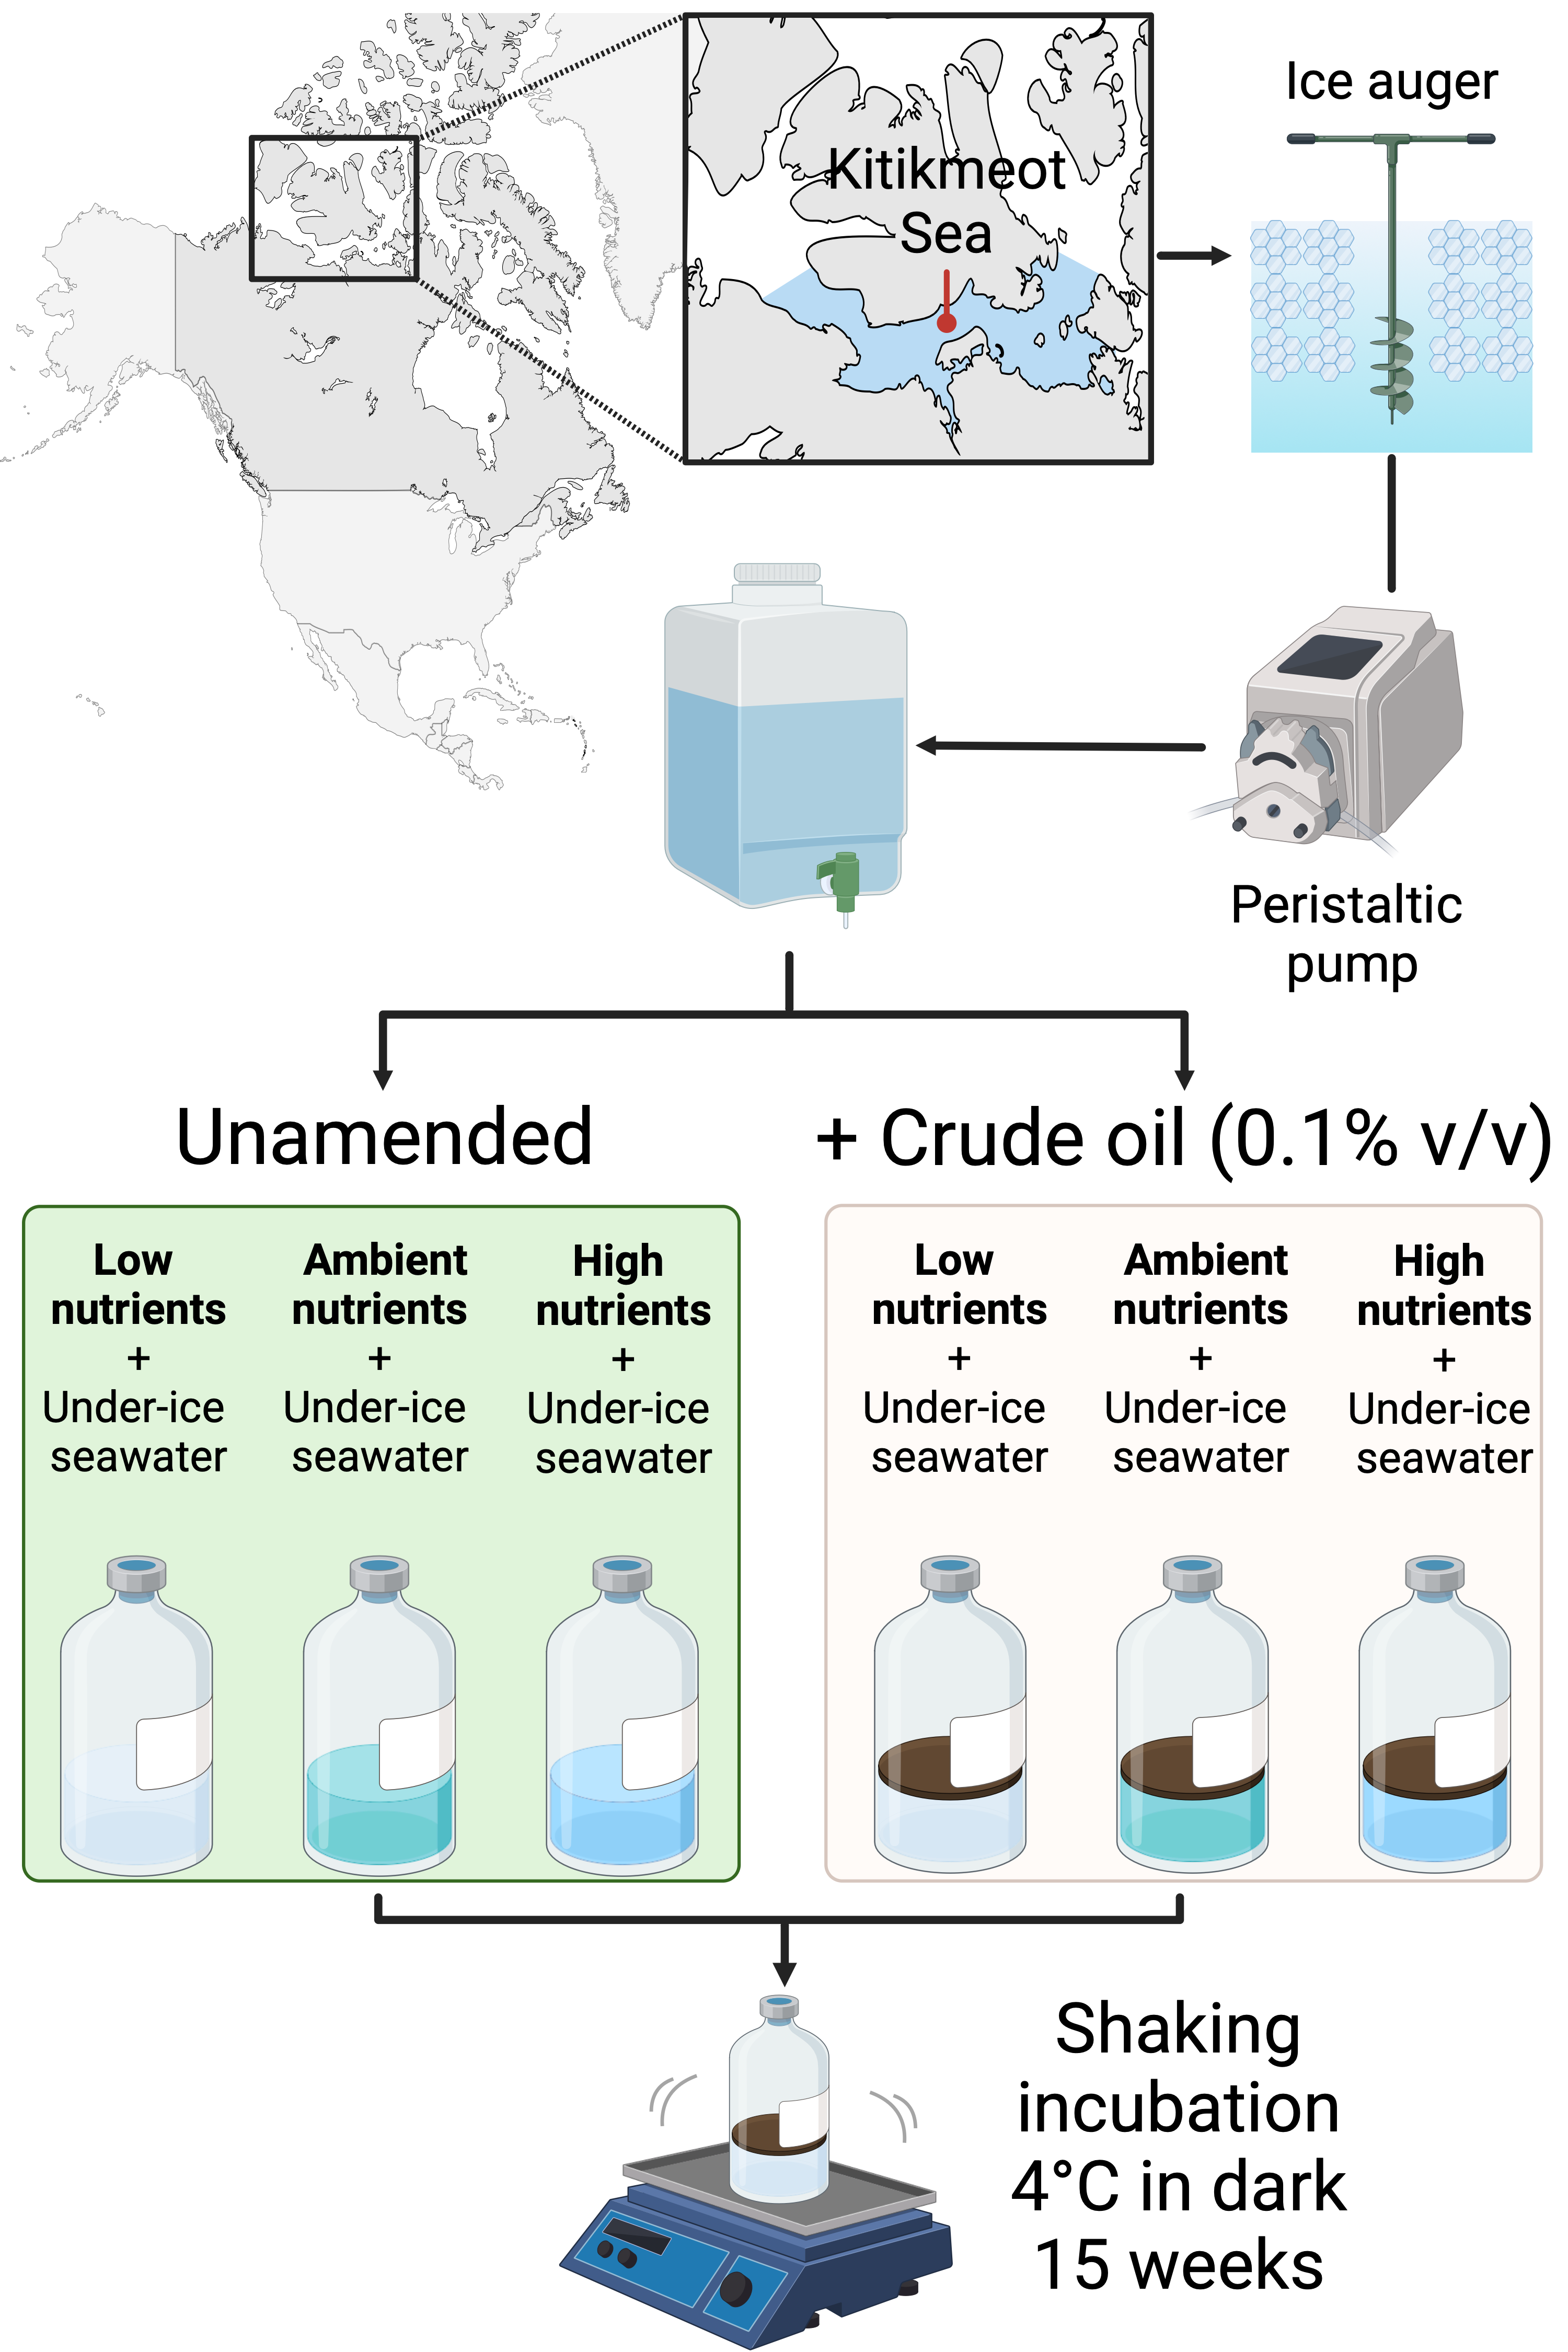 Kitikmeot
Sea
Ice auger
Peristaltic
pump
Unamended
+ Crude oil (0.1% v/v)
Low
nutrients
+
Under-ice
seawater
Ambient
nutrients
+
Under-ice
seawater
High
nutrients
+
Under-ice
seawater
Low
nutrients
+
Under-ice
seawater
Ambient
nutrients
+
Under-ice
seawater
High
nutrients
+
Under-ice
seawater
Shaking
incubation
4°C in dark
15 weeks